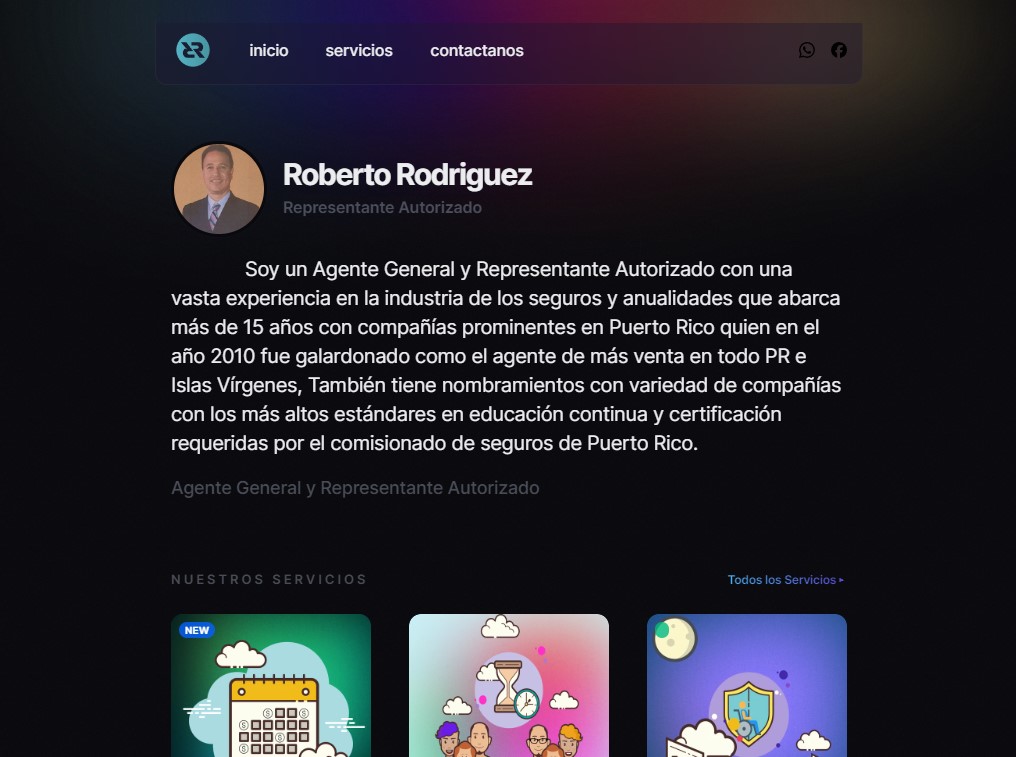 inicio servicios contactanos
Roberto Rodriguez
Representante Autorizado
Soy un Agente General y Representante Autorizado con una
vasta experiencia en la industria de los seguros y anualidades que abarca
más de 15 años con compañías prominentes en Puerto Rico quien en el
año 2010 fue galardonado como el agente de más venta en todo PR e
Islas Vírgenes, También tiene nombramientos con variedad de compañías
con los más altos estándares en educación continua y certificación
requeridas por el comisionado de seguros de Puerto Rico.
Agente General y Representante Autorizado
NUESTROS SERVICIOS
Todos los Servicios
NEW